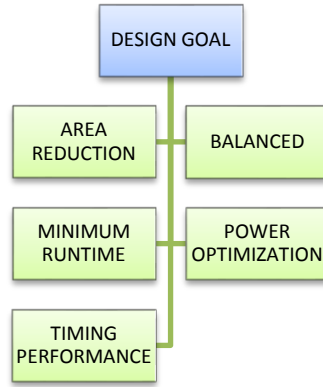 DESIGN GOAL
AREA
REDUCTION
BALANCED
MINIMUM
RUNTIME
POWER
OPTIMIZATION
TIMING
PERFORMANCE